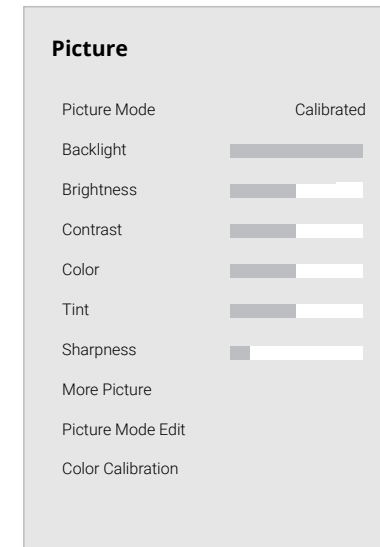 Picture
Picture Mode Calibrated
Backlight
Brightness
Contrast
Color
Tint
Sharpness
More Picture
Picture Mode Edit
Color Calibration